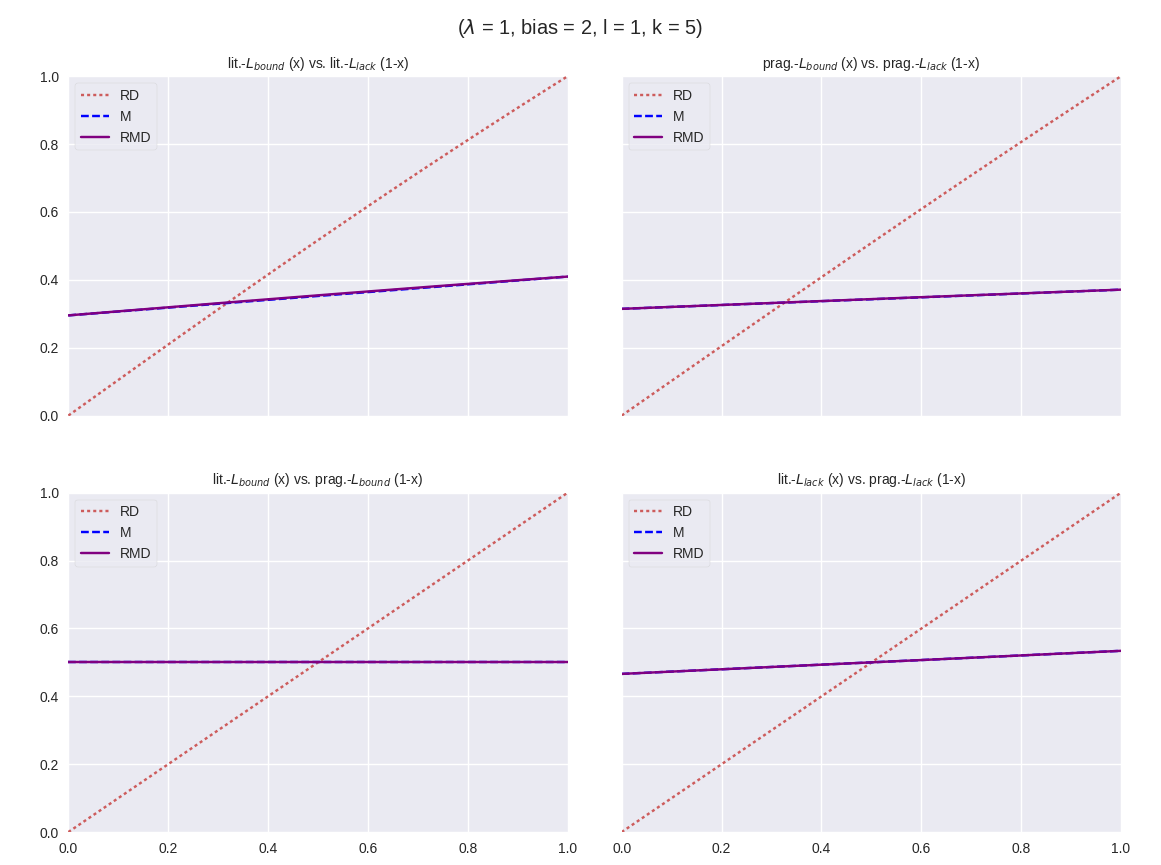 (λ = 1, bias = 2, l = 1, k = 5)
lit.-L_bound (x) vs. lit.-L_lack (1-x)
prag.-L_bound (x) vs. prag.-L_lack (1-x)
1.0
0.8
0.6
0.4
0.2
0.0
RD
M
RMD
RD
M
RMD
lit.-L_bound (x) vs. prag.-L_bound (1-x)
lit.-L_lack (x) vs. prag.-L_lack (1-x)
1.0
0.8
0.6
0.4
0.2
0.0
RD
M
RMD
RD
M
RMD
0.0 0.2 0.4 0.6 0.8 1.0
0.0 0.2 0.4 0.6 0.8 1.0